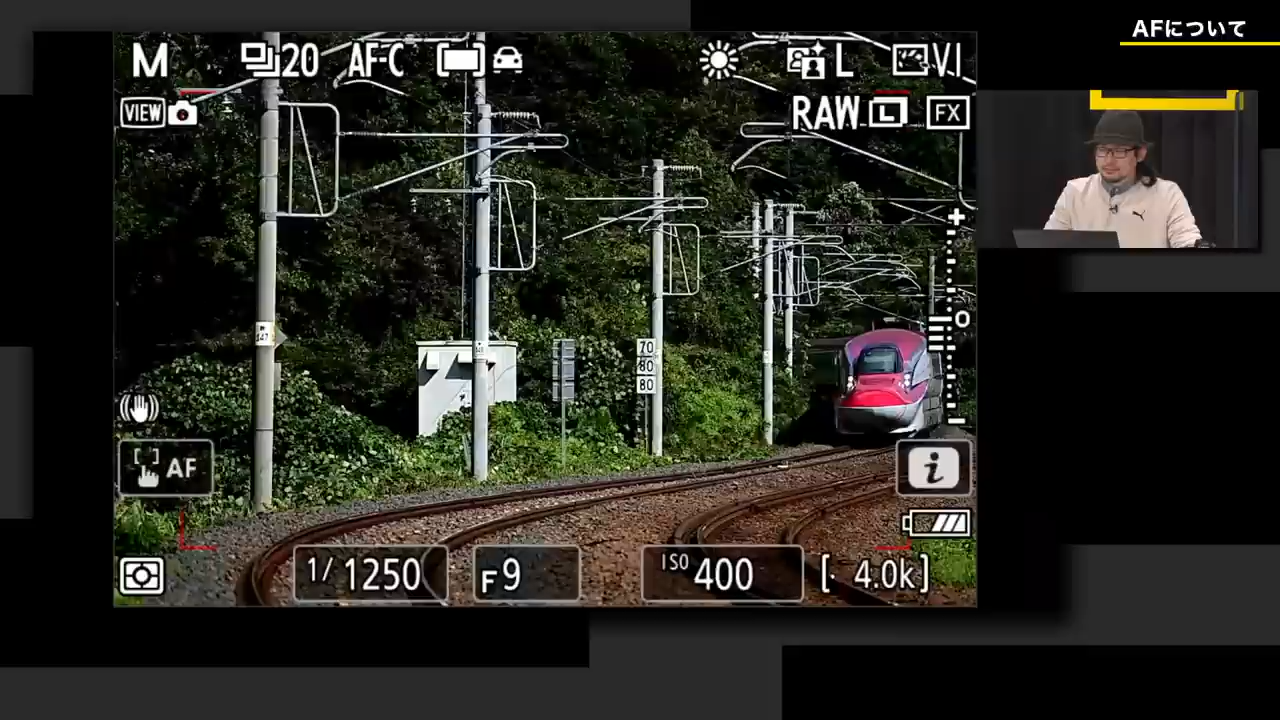 AFについて
M 20 AF-C L VI
VIEW RAW L FX
70
80
80
AF
i
1/1250 F9 ISO 400 [ 4.0k]